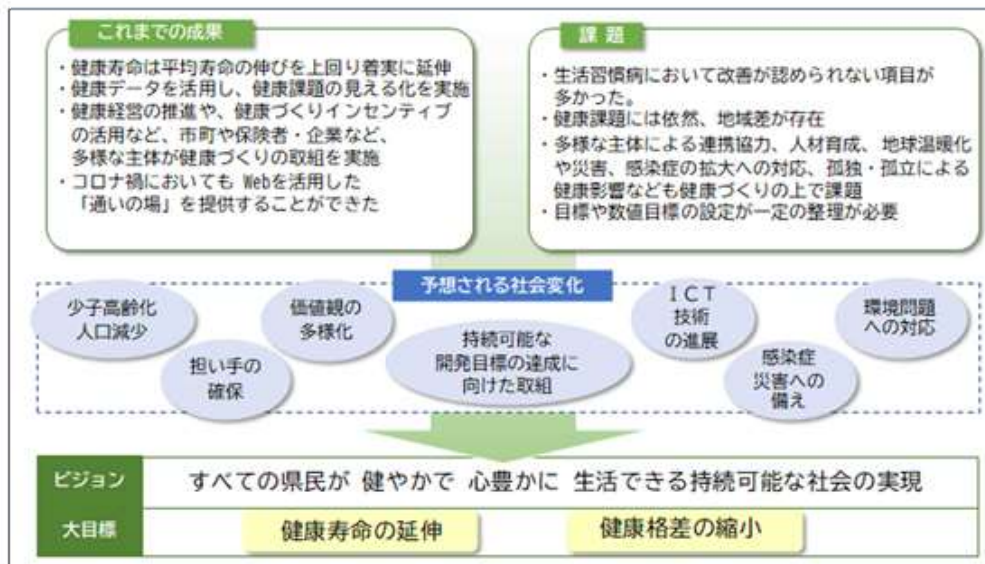 これまでの成果
・健康寿命は平均寿命の伸びを上回り着実に延伸
・健康データを活用し、健康課題の見える化を実施
・健康経営の推進や、健康づくりインセンティブ
の活用など、市町や保険者・企業など、
多様な主体が健康づくりの取組を実施
・コロナ禍においても Webを活用した
「通いの場」を提供することができた
課 題
・生活習慣病において改善が認められない項目が
多かった。
・健康課題には依然、地域差が存在
・多様な主体による連携協力、人材育成、地球温暖化
や災害、感染症の拡大への対応、孤独・孤立による
健康影響なども健康づくりの上で課題
・目標や数値目標の設定が一定の整理が必要
予想される社会変化
少子高齢化
人口減少
担い手の
確保
価値観の
多様化
持続可能な
開発目標の達成に
向けた取組
ICT
技術
の進展
感染症
災害への
備え
環境問題
への対応
ビジョン
すべての県民が 健やかで 心豊かに 生活できる持続可能な社会の実現
大目標
健康寿命の延伸
健康格差の縮小